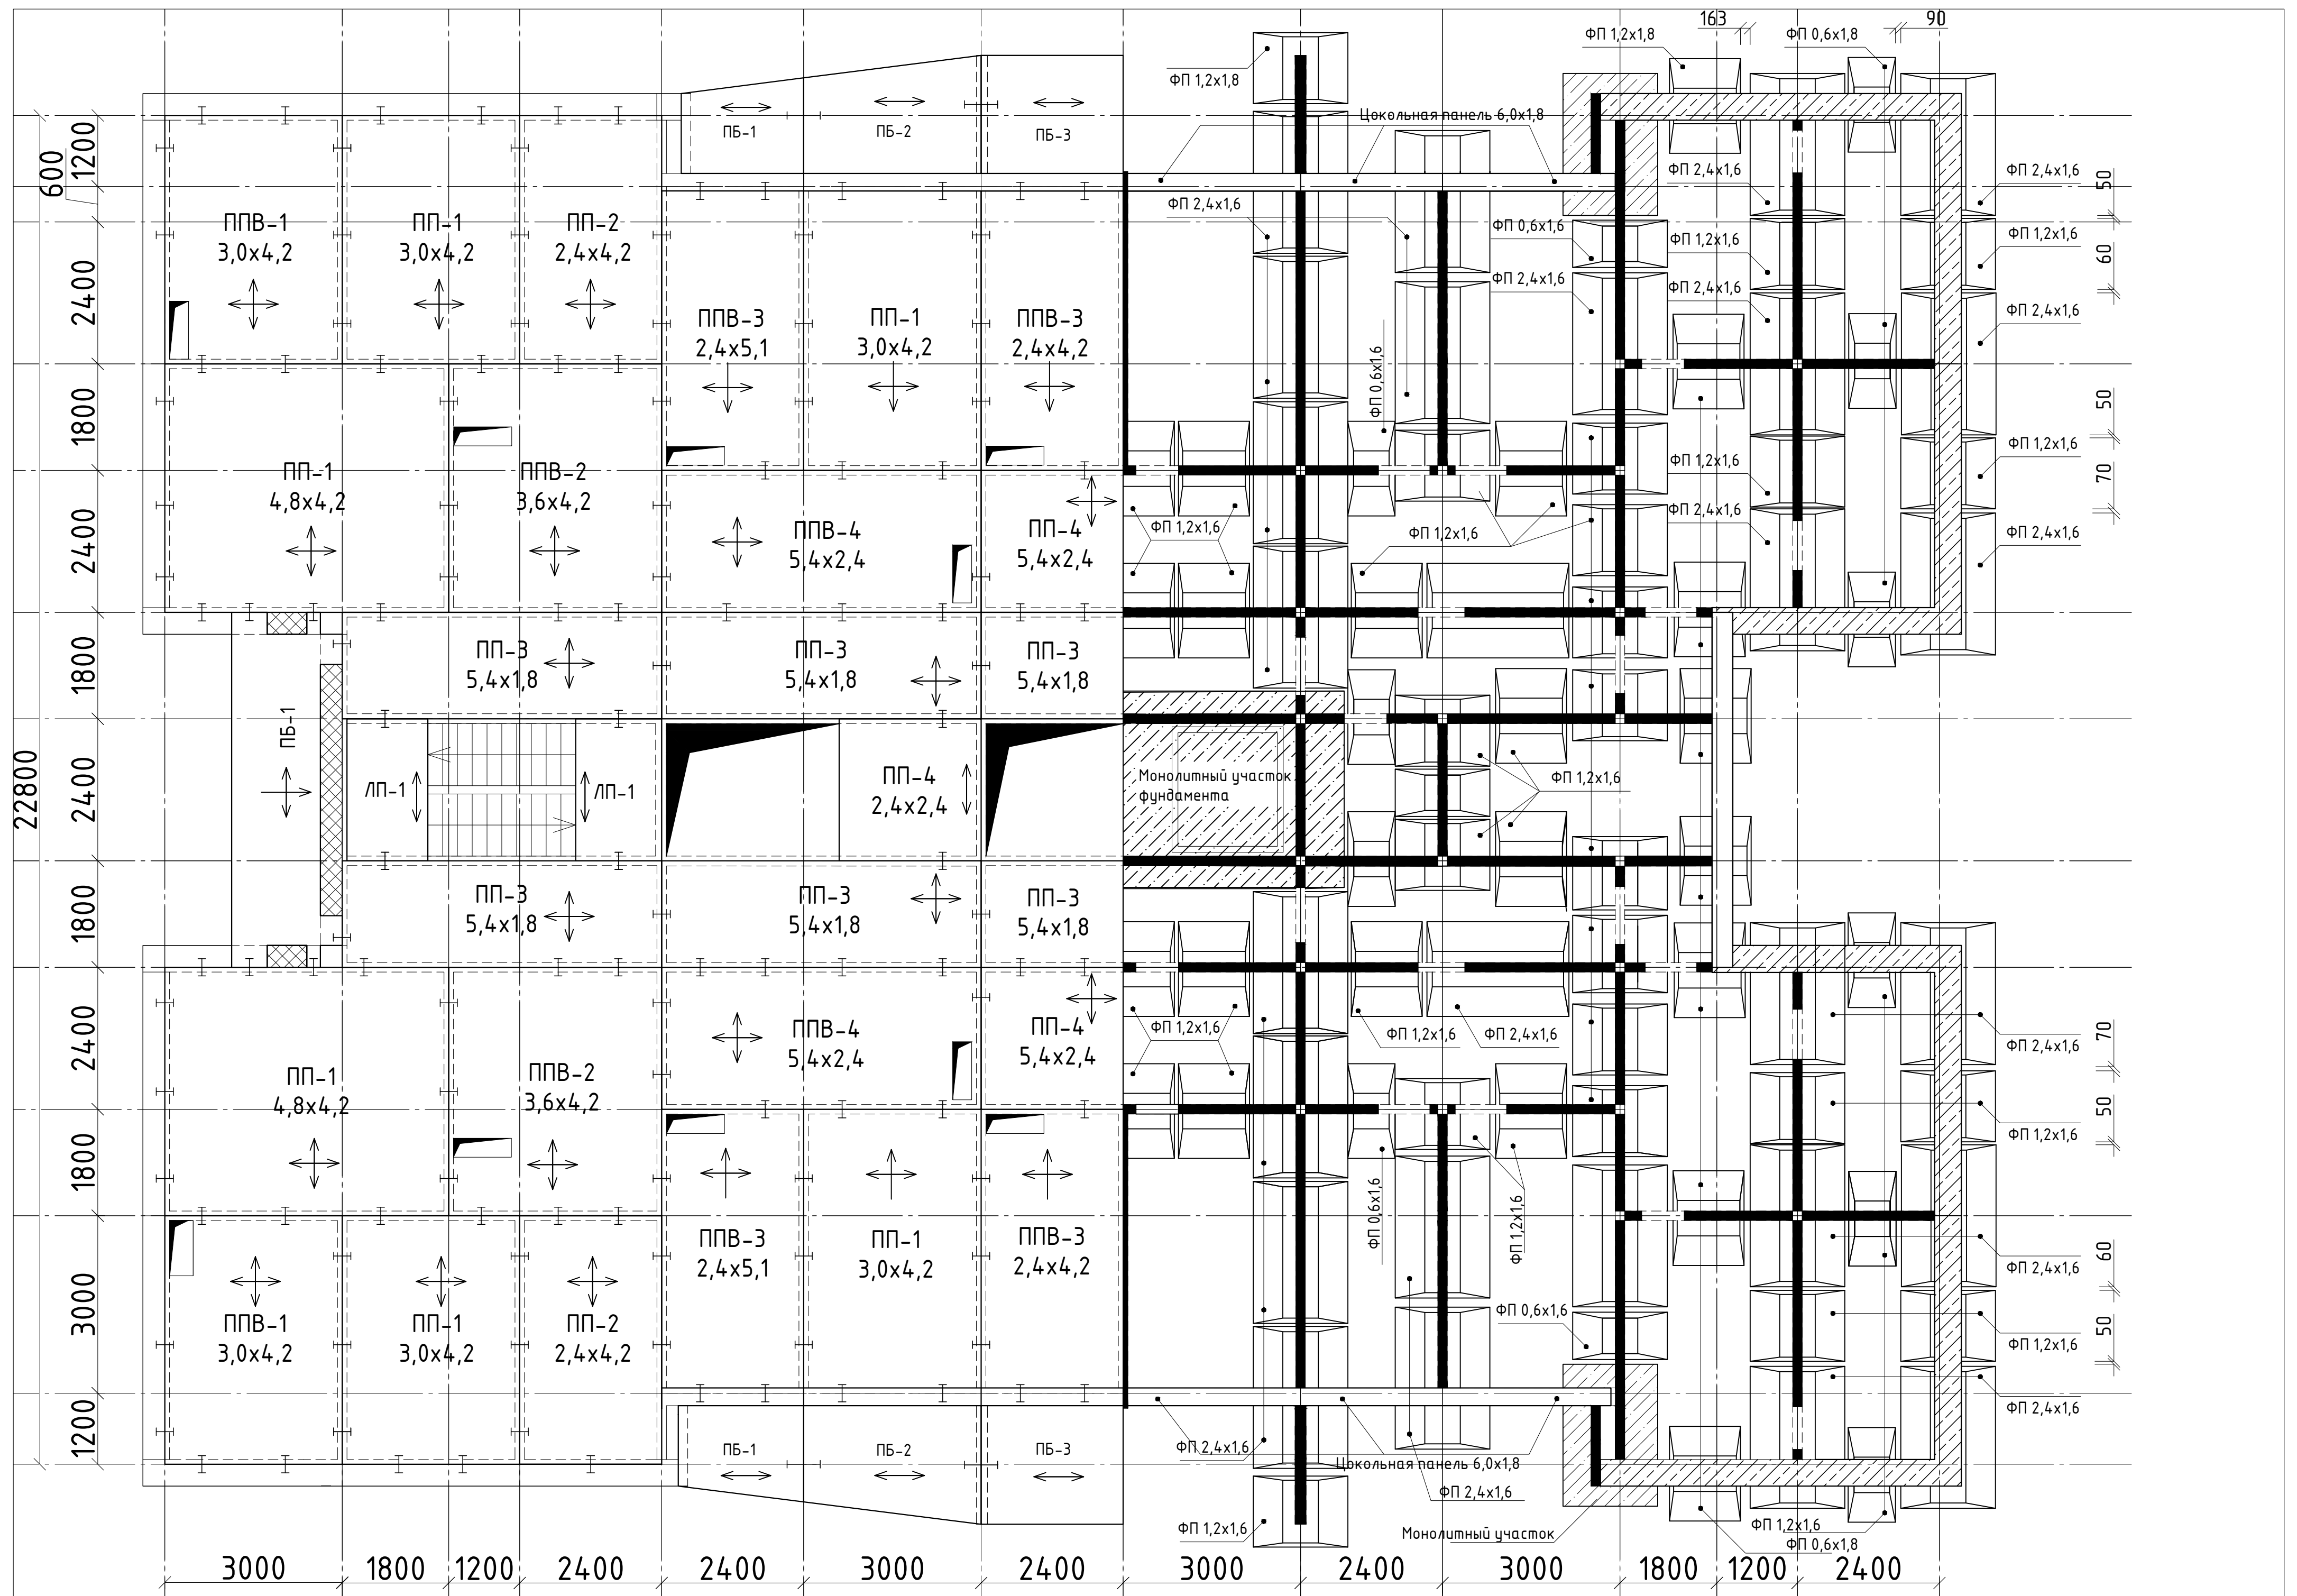 163
90
ФП 1,2х1,8
ФП 0,6х1,8
ФП 1,2х1,8
Цокольная панель 6,0х1,8
ПБ-1
ПБ-2
ПБ-3
1200
600
ФП 2,4х1,6
ФП 2,4х1,6
50
ФП 2,4х1,6
ППВ-1
3,0х4,2
ПП-1
3,0х4,2
ПП-2
2,4х4,2
ФП 0,6х1,6
ФП 1,2х1,6
ФП 1,2х1,6
60
2400
ФП 2,4х1,6
ФП 2,4х1,6
ФП 2,4х1,6
ППВ-3
2,4х5,1
ПП-1
3,0х4,2
ППВ-3
2,4х4,2
ФП 0,6х1,6
1800
50
ФП 1,2х1,6
ФП 1,2х1,6
70
ПП-1
4,8х4,2
ППВ-2
3,6х4,2
ФП 2,4х1,6
ФП 2,4х1,6
2400
ППВ-4
5,4х2,4
ПП-4
5,4х2,4
ФП 1,2х1,6
ФП 1,2х1,6
1800
ПП-3
5,4х1,8
ПП-3
5,4х1,8
ПП-3
5,4х1,8
ПБ-1
22800
2400
ЛП-1
ЛП-1
ПП-4
2,4х2,4
Монолитный участок
фундамента
ФП 1,2х1,6
1800
ПП-3
5,4х1,8
ПП-3
5,4х1,8
ПП-3
5,4х1,8
2400
ППВ-4
5,4х2,4
ПП-4
5,4х2,4
ФП 1,2х1,6
ФП 1,2х1,6
ФП 2,4х1,6
ФП 2,4х1,6
70
ПП-1
4,8х4,2
ППВ-2
3,6х4,2
50
ФП 1,2х1,6
1800
ФП 0,6х1,6
ФП 1,2х1,6
ППВ-3
2,4х5,1
ПП-1
3,0х4,2
ППВ-3
2,4х4,2
60
ФП 2,4х1,6
3000
ФП 0,6х1,6
ППВ-1
3,0х4,2
ПП-1
3,0х4,2
ПП-2
2,4х4,2
50
ФП 1,2х1,6
ФП 2,4х1,6
1200
ПБ-1
ПБ-2
ПБ-3
ФП 2,4х1,6
Цокольная панель 6,0х1,8
ФП 2,4х1,6
ФП 1,2х1,6
Монолитный участок
ФП 1,2х1,6
ФП 0,6х1,8
3000
1800
1200
2400
2400
3000
2400
3000
2400
3000
1800
1200
2400